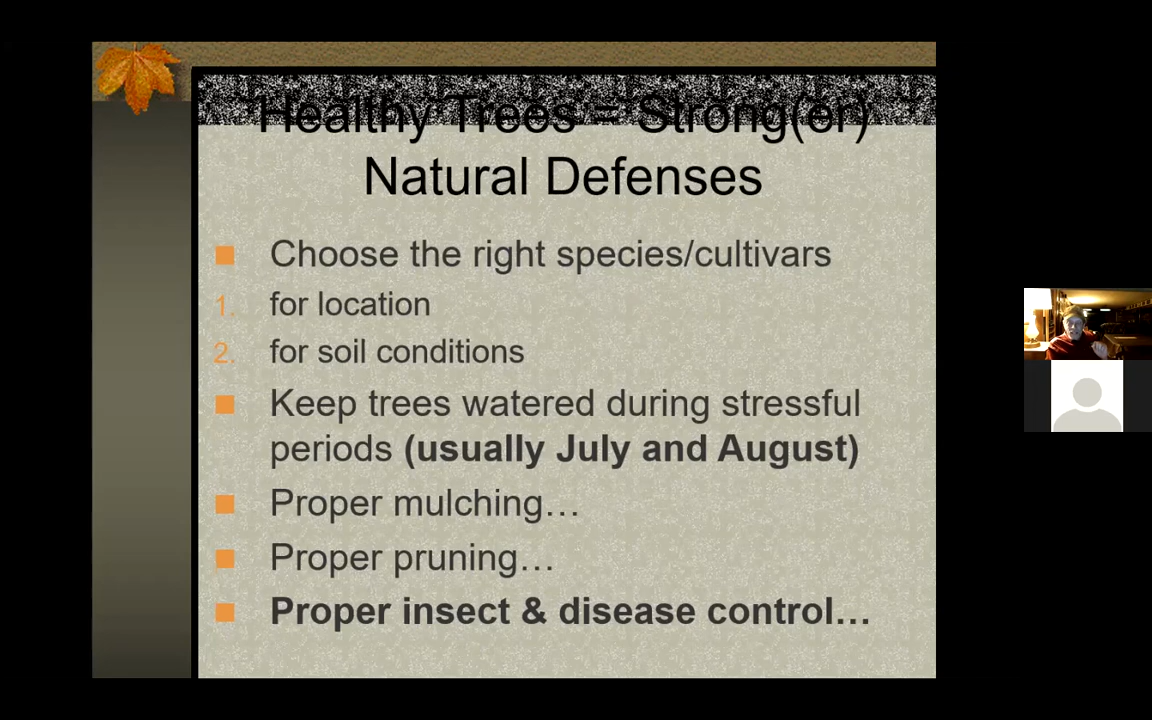 Healthy Trees = Strong(er)
Natural Defenses
Choose the right species/cultivars
1. for location
2. for soil conditions
Keep trees watered during stressful
periods (usually July and August)
Proper mulching…
Proper pruning…
Proper insect & disease control…